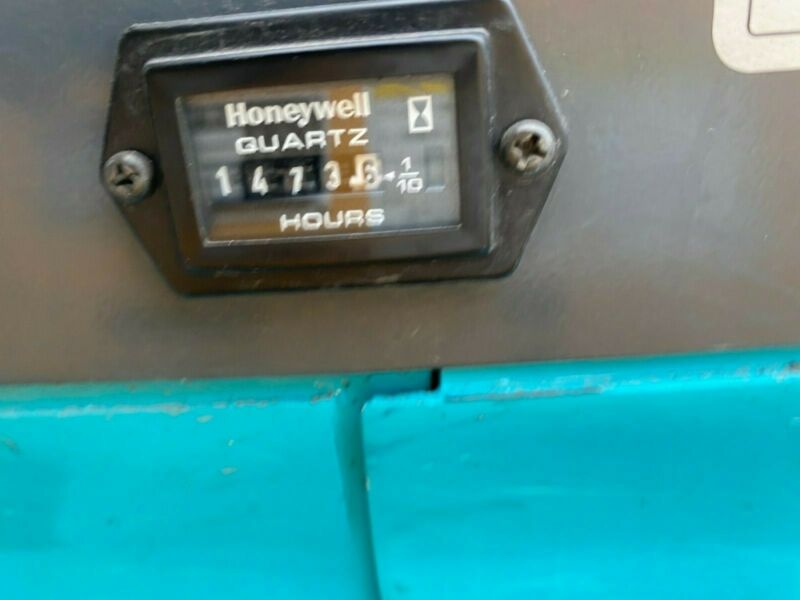 Honeywell
QUARTZ
1 4 7 3 .6 1/10
HOURS